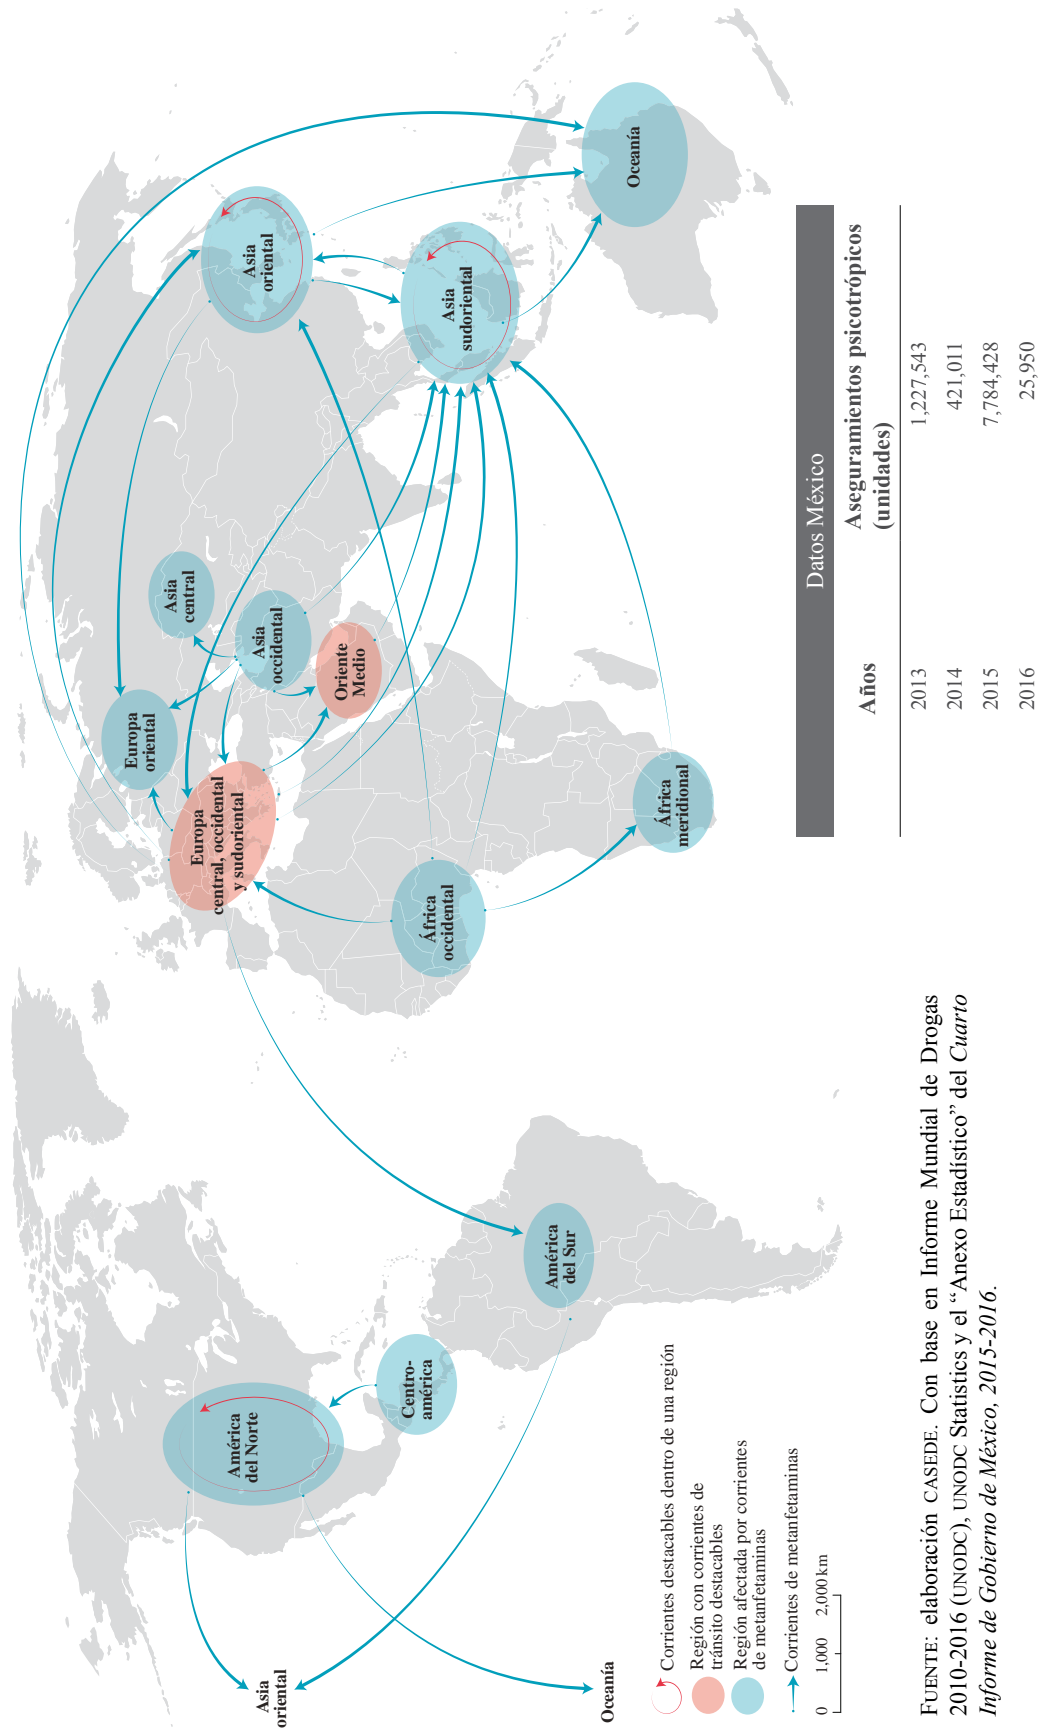 América
del Norte
Centro-
américa
América
del Sur
Europa
central, occidental
y sudoriental
Europa
oriental
Asia
central
Asia
occidental
Oriente
Medio
África
occidental
África
meridional
Asia
oriental
Asia
sudoriental
Oceanía
Asia
oriental
Oceanía
Corrientes destacables dentro de una región
Región con corrientes de
tránsito destacables
Región afectada por corrientes
de metanfetaminas
Corrientes de metanfetaminas
0 1,000 2,000 km
Datos México
Años Aseguramientos psicotrópicos
(unidades)
2013 1,227,543
2014 421,011
2015 7,784,428
2016 25,950
FUENTE: elaboración CASEDE. Con base en Informe Mundial de Drogas
2010-2016 (UNODC), UNODC Statistics y el “Anexo Estadístico” del Cuarto
Informe de Gobierno de México, 2015-2016.